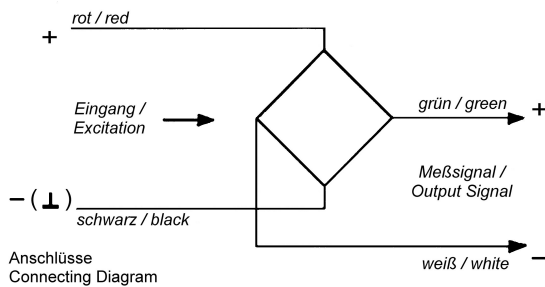 rot / red
+
Eingang /
Excitation
grün / green
+
Meßsignal /
Output Signal
– (⊥)
schwarz / black
weiß / white
–
Anschlüsse
Connecting Diagram